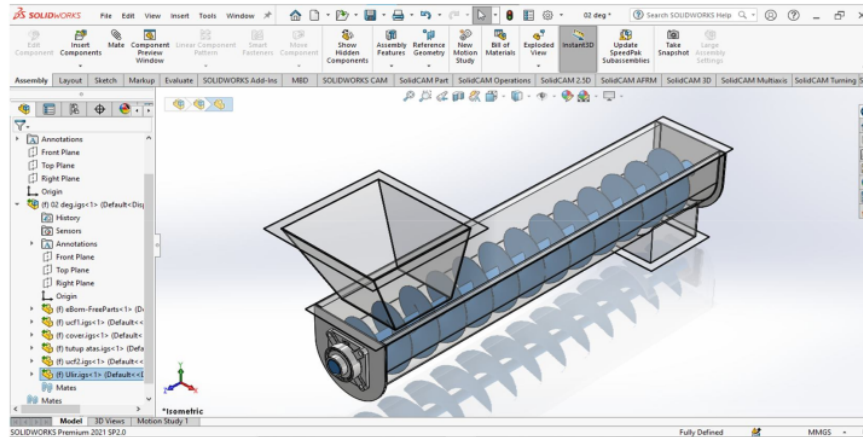 SOLIDWORKS File Edit View Insert Tools Window 02 deg * Search SOLIDWORKS Help
Edit Component
Insert Components
Mate
Component Preview Window
Linear Component Pattern
Smart Fasteners
Move Component
Show Hidden Components
Assembly Features
Reference Geometry
New Motion Study
Bill of Materials
Exploded View
Instant3D
Update SpeedPak Subassemblies
Take Snapshot
Large Assembly Settings
Assembly Layout Sketch Markup Evaluate SOLIDWORKS Add-Ins MBD SOLIDWORKS CAM SolidCAM Part SolidCAM Operations SolidCAM 2.5D SolidCAM AFRM SolidCAM 3D SolidCAM Multiaxis SolidCAM Turning S
Annotations
Front Plane
Top Plane
Right Plane
Origin
(f) 02 deg.igs<1> (Default<Disp
History
Sensors
Annotations
Front Plane
Top Plane
Right Plane
Origin
(f) eBom-FreeParts<1> (D
(f) ucf1.igs<1> (Default<<
(f) cover.igs<1> (Default<<
(f) tutup atas.igs<1> (Defa
(f) ucf2.igs<1> (Default<<
(f) Ulir.igs<1> (Default<<D
Mates
Mates
Y
X
Z
*Isometric
Model 3D Views Motion Study 1
SOLIDWORKS Premium 2021 SP2.0 Fully Defined MMGS